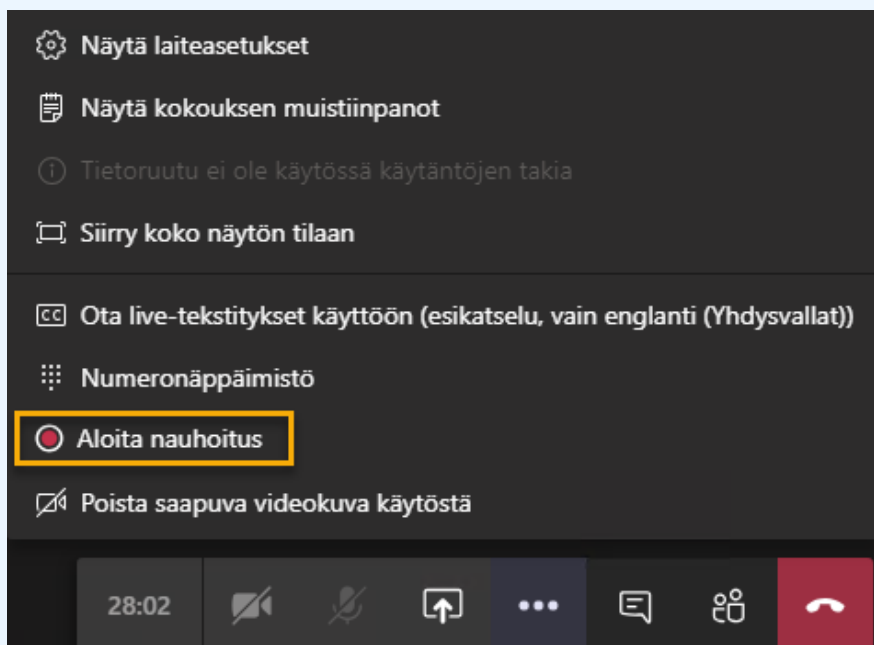 Näytä laiteasetukset
Näytä kokouksen muistiinpanot
Tietoruutu ei ole käytössä käytäntöjen takia
Siirry koko näytön tilaan
CC Ota live-tekstitykset käyttöön (esikatselu, vain englanti (Yhdysvallat))
Numeronäppäimistö
Aloita nauhoitus
Poista saapuva videokuva käytöstä
28:02